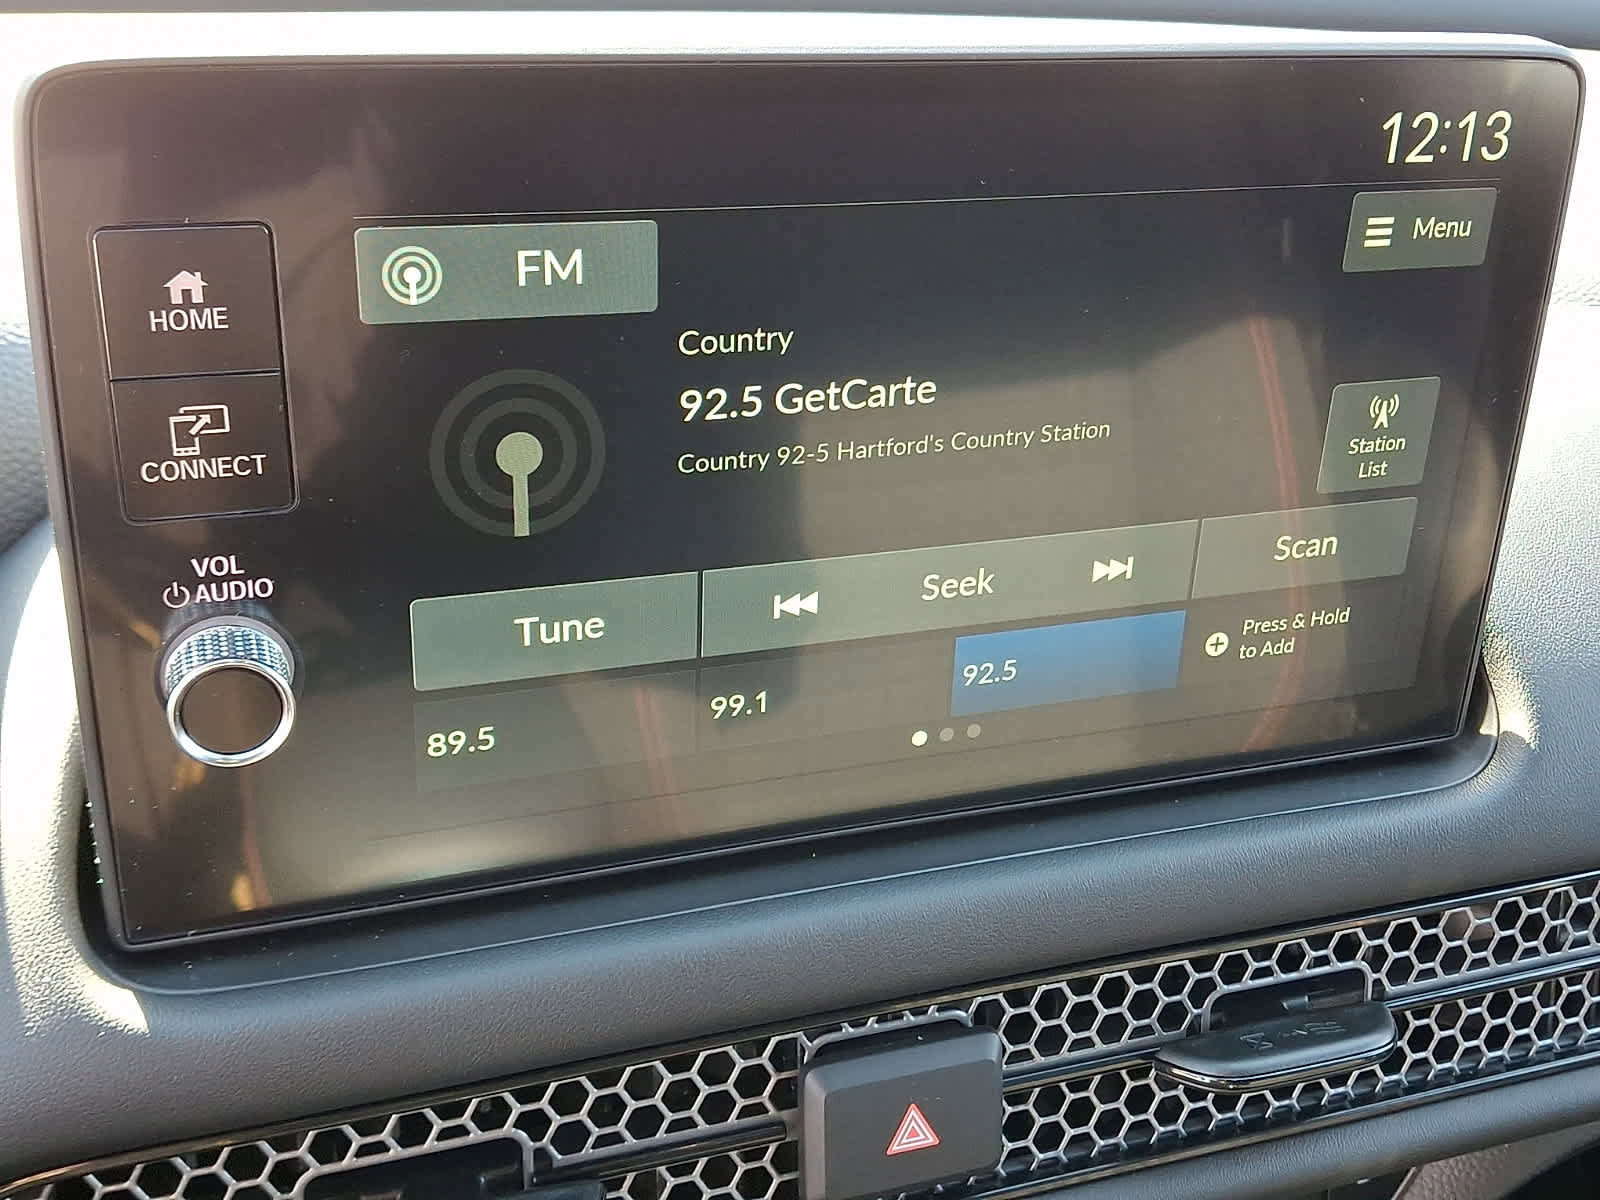 12:13
Menu
FM
HOME
Country
92.5 GetCarte
Country 92-5 Hartford's Country Station
Station
List
CONNECT
VOL
AUDIO
Tune
Seek
Scan
89.5
99.1
92.5
Press & Hold
to Add